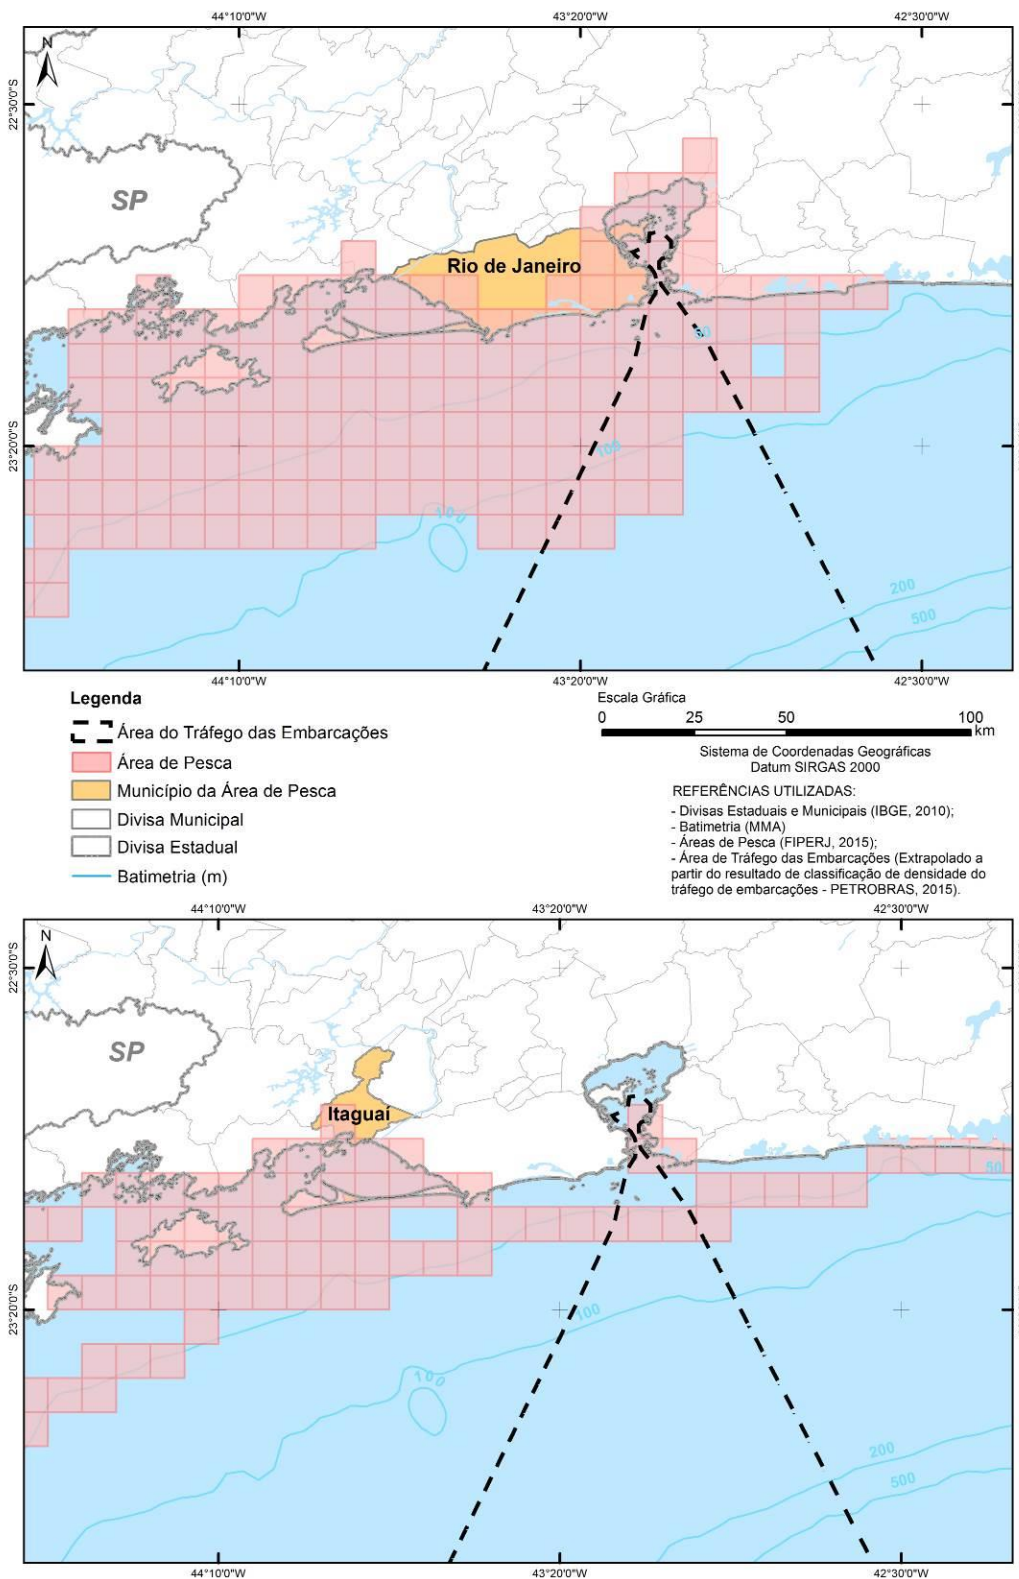 44°10'0"W
43°20'0"W
42°30'0"W
N
22°30'0"S
SP
Rio de Janeiro
50
23°20'0"S
100
100
200
500
44°10'0"W
43°20'0"W
42°30'0"W
Legenda
Área do Tráfego das Embarcações
Área de Pesca
Município da Área de Pesca
Divisa Municipal
Divisa Estadual
Batimetria (m)
Escala Gráfica
0 25 50 100
km
Sistema de Coordenadas Geográficas
Datum SIRGAS 2000
REFERÊNCIAS UTILIZADAS:
- Divisas Estaduais e Municipais (IBGE, 2010);
- Batimetria (MMA)
- Áreas de Pesca (FIPERJ, 2015);
- Área de Tráfego das Embarcações (Extrapolado a
partir do resultado de classificação de densidade do
tráfego de embarcações - PETROBRAS, 2015).
44°10'0"W
43°20'0"W
42°30'0"W
N
22°30'0"S
SP
Itaguaí
50
23°20'0"S
100
100
200
500
44°10'0"W
43°20'0"W
42°30'0"W